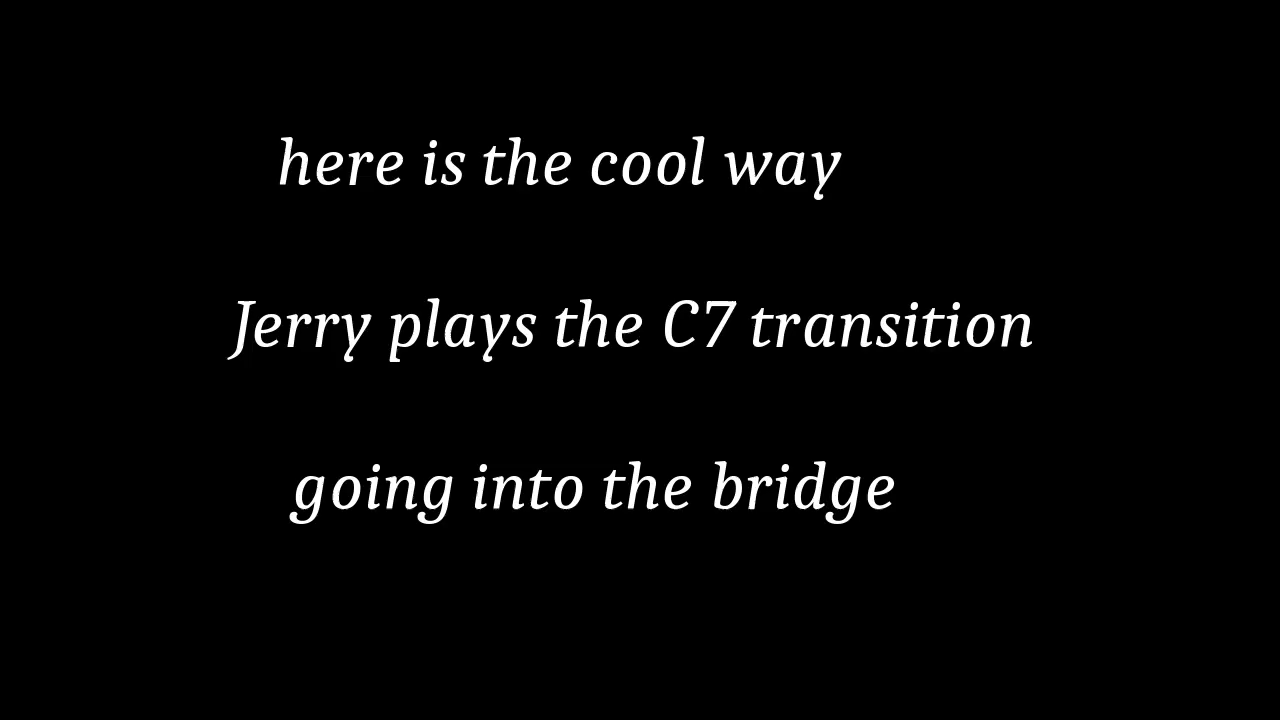 here is the cool way
Jerry plays the C7 transition
going into the bridge